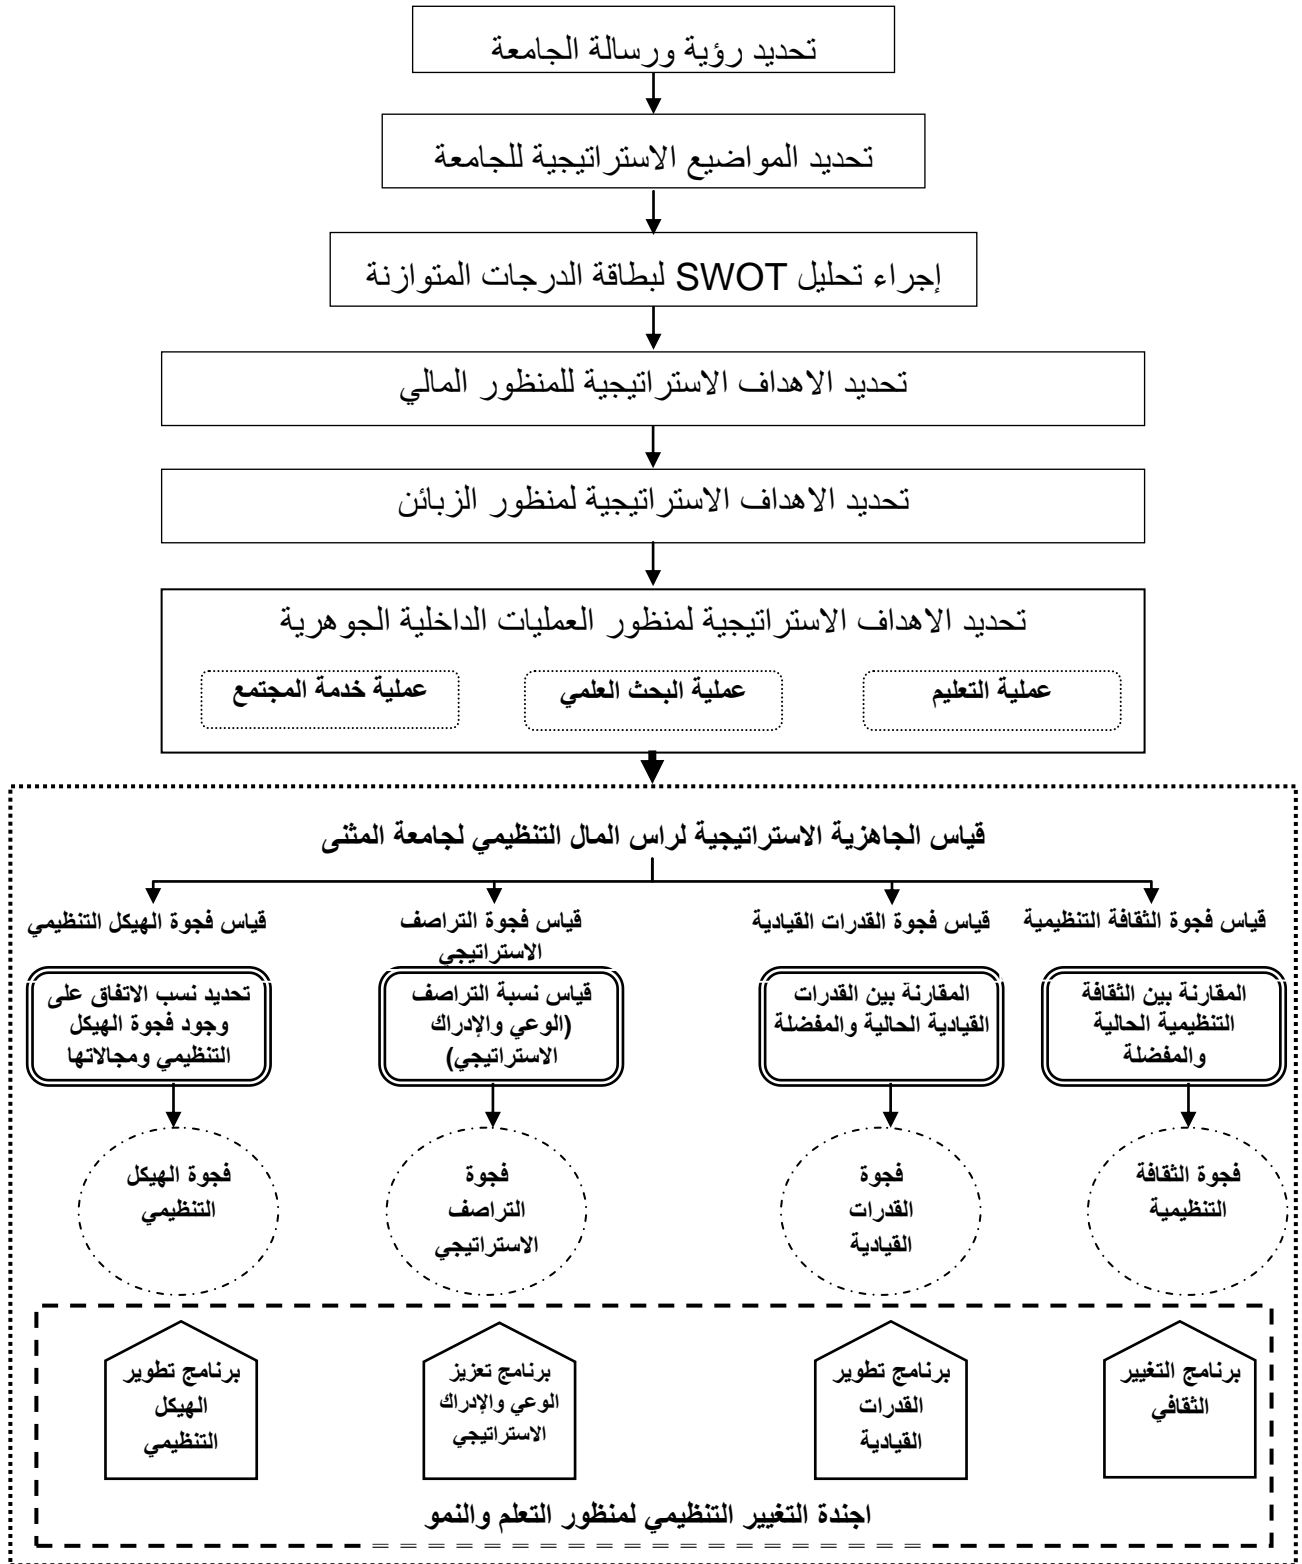 تحديد رؤية ورسالة الجامعة
تحديد المواضيع الاستراتيجية للجامعة
إجراء تحليل SWOT لبطاقة الدرجات المتوازنة
تحديد الاهداف الاستراتيجية للمنظور المالي
تحديد الاهداف الاستراتيجية لمنظور الزبائن
تحديد الاهداف الاستراتيجية لمنظور العمليات الداخلية الجوهرية
عملية التعليم
عملية البحث العلمي
عملية خدمة المجتمع
قياس الجاهزية الاستراتيجية لراس المال التنظيمي لجامعة المثنى
قياس فجوة الثقافة التنظيمية
قياس فجوة القدرات القيادية
قياس فجوة التراصف
الاستراتيجي
قياس فجوة الهيكل التنظيمي
المقارنة بين الثقافة
التنظيمية الحالية
والمفضلة
المقارنة بين القدرات
القيادية الحالية والمفضلة
قياس نسبة التراصف
(الوعي والإدراك
الاستراتيجي)
تحديد نسب الاتفاق على
وجود فجوة الهيكل
التنظيمي ومجالاتها
فجوة الثقافة
التنظيمية
فجوة
القدرات
القيادية
فجوة
التراصف
الاستراتيجي
فجوة الهيكل
التنظيمي
برنامج التغيير
الثقافي
برنامج تطوير
القدرات
القيادية
برنامج تعزيز
الوعي والإدراك
الاستراتيجي
برنامج تطوير
الهيكل
التنظيمي
اجندة التغيير التنظيمي لمنظور التعلم والنمو